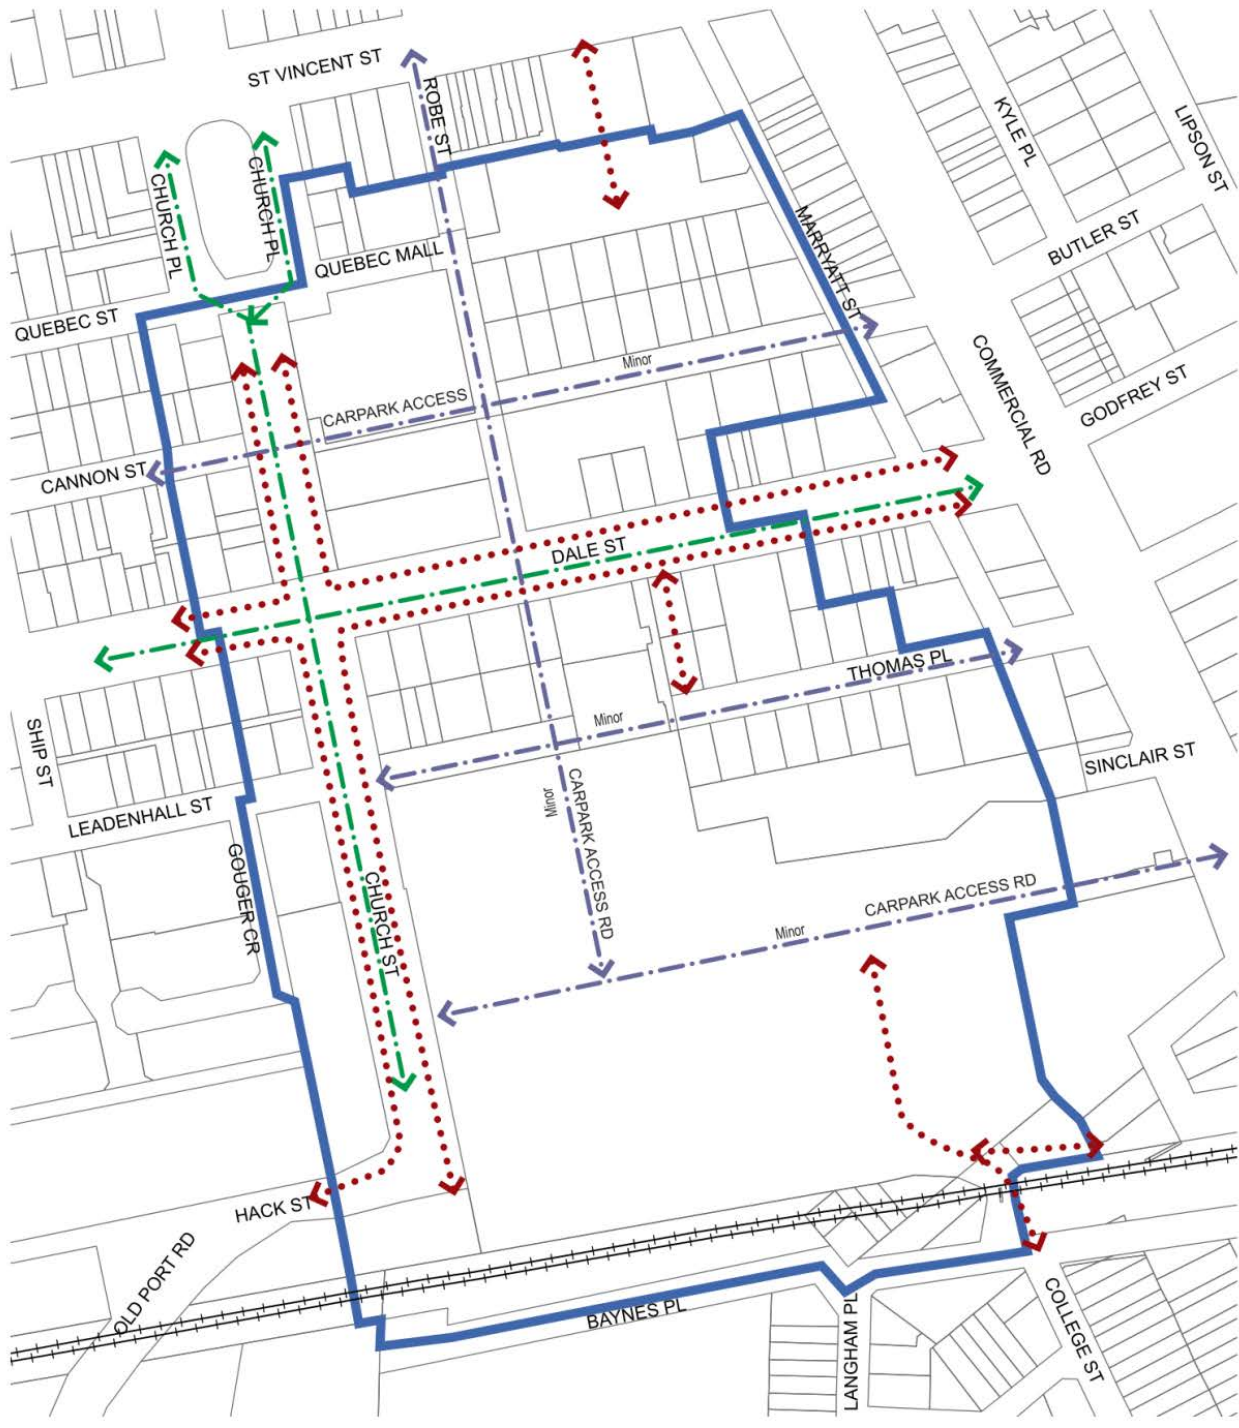 ST VINCENT ST
ROBE ST
KYLE PL
LIPSON ST
CHURCH PL
CHURCH PL
BUTLER ST
QUEBEC MALL
MARRYATT ST
QUEBEC ST
COMMERCIAL RD
Minor
GODFREY ST
CARPARK ACCESS
CANNON ST
DALE ST
THOMAS PL
Minor
SHIP ST
SINCLAIR ST
LEADENHALL ST
Minor
CARPARK ACCESS RD
GOUGER CR
CHURCH ST
CARPARK ACCESS RD
Minor
HACK ST
OLD PORT RD
BAYNES PL
LANGHAM PL
COLLEGE ST